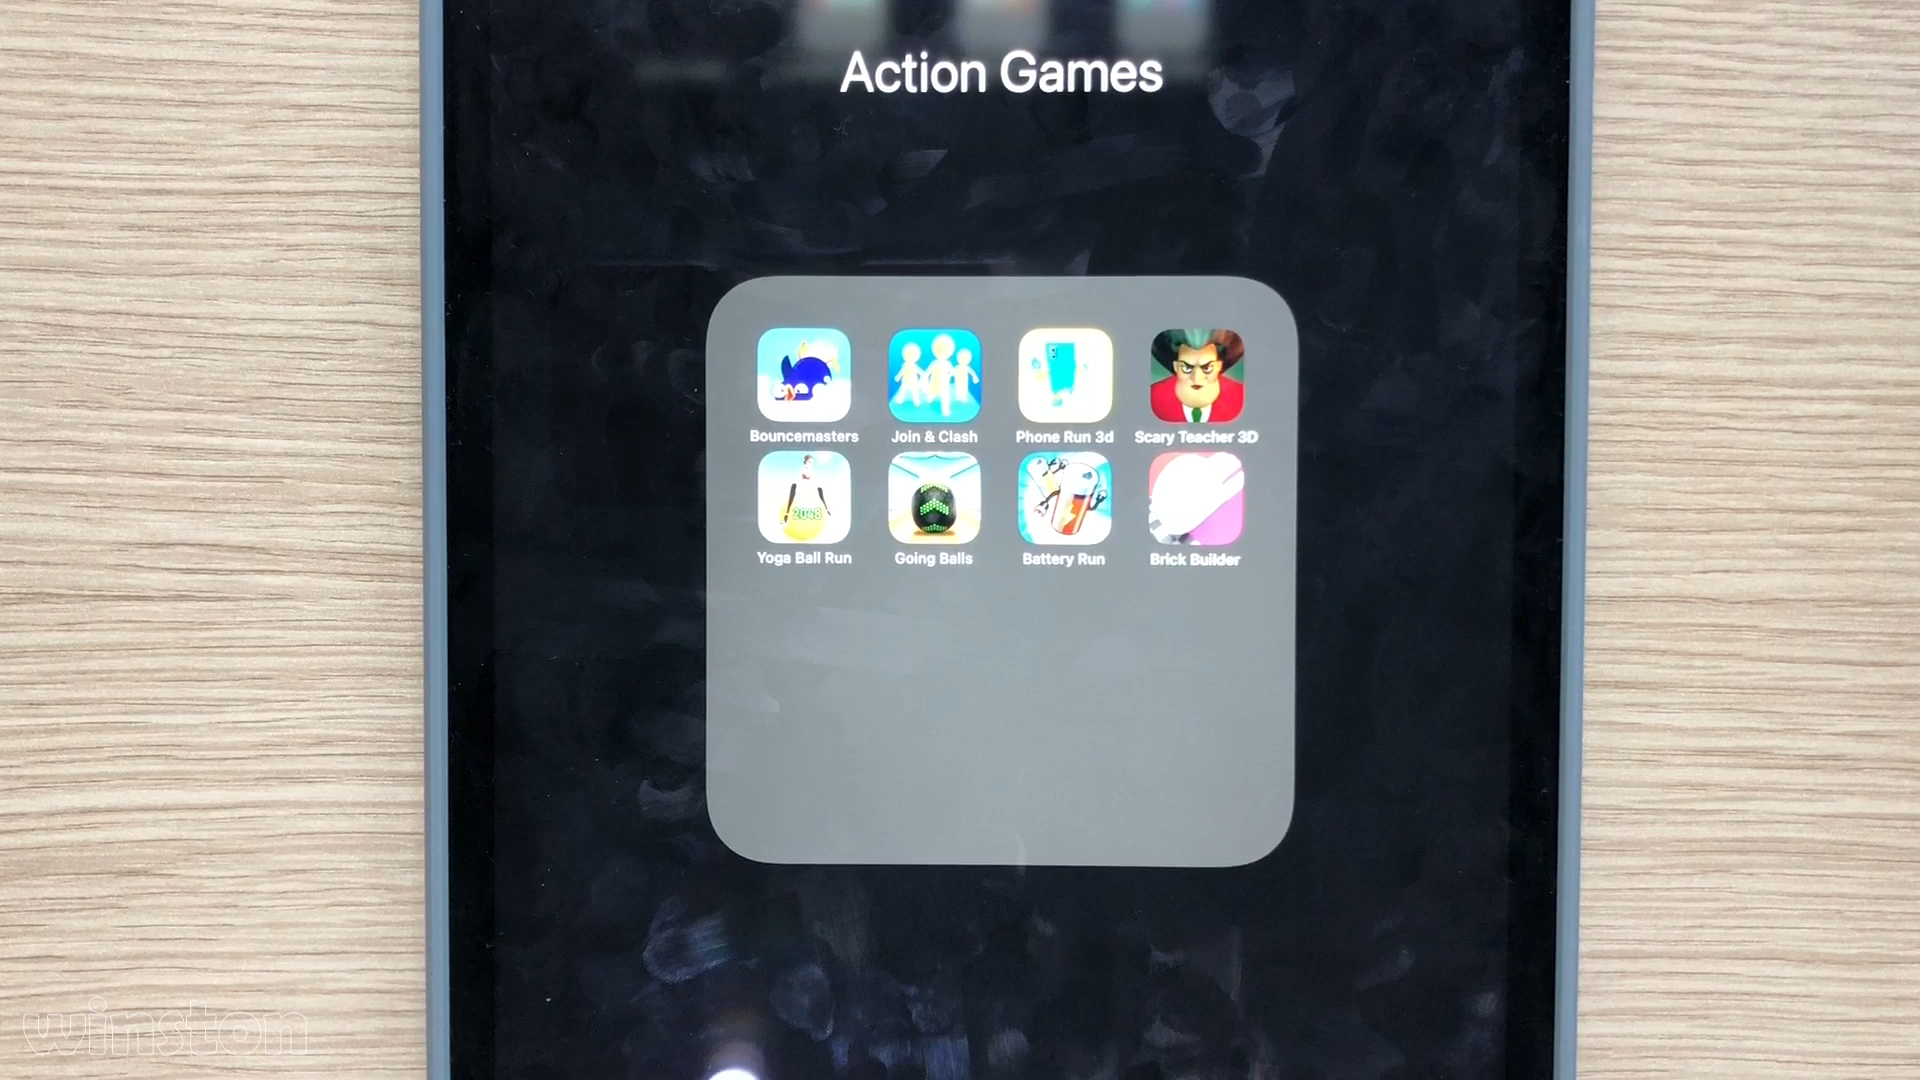 Action Games
Bouncemasters
Join & Clash
Phone Run 3d
Scary Teacher 3D
2048
Yoga Ball Run
Going Balls
Battery Run
Brick Builder
winston